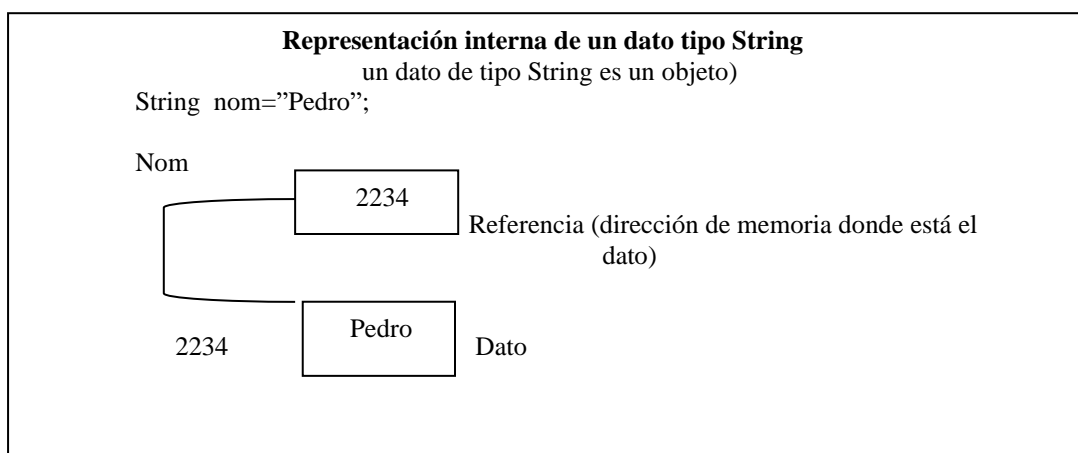 Representación interna de un dato tipo String
un dato de tipo String es un objeto)
String nom=”Pedro”;
Nom
2234
Referencia (dirección de memoria donde está el
dato)
Pedro
2234
Dato